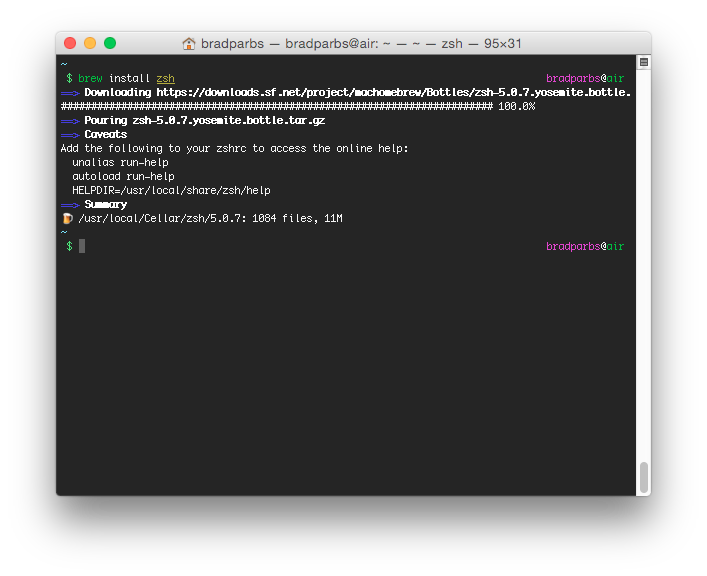 bradparbs — bradparbs@air: ~ — ~ — zsh — 95×31
~
$ brew install zsh bradparbs@air
==> Downloading https://downloads.sf.net/project/machomebrew/Bottles/zsh-5.0.7.yosemite.bottle.
######################################################################## 100.0%
==> Pouring zsh-5.0.7.yosemite.bottle.tar.gz
==> Caveats
Add the following to your zshrc to access the online help:
  unalias run-help
  autoload run-help
  HELPDIR=/usr/local/share/zsh/help
==> Summary
🍺 /usr/local/Cellar/zsh/5.0.7: 1084 files, 11M
~
$ bradparbs@air